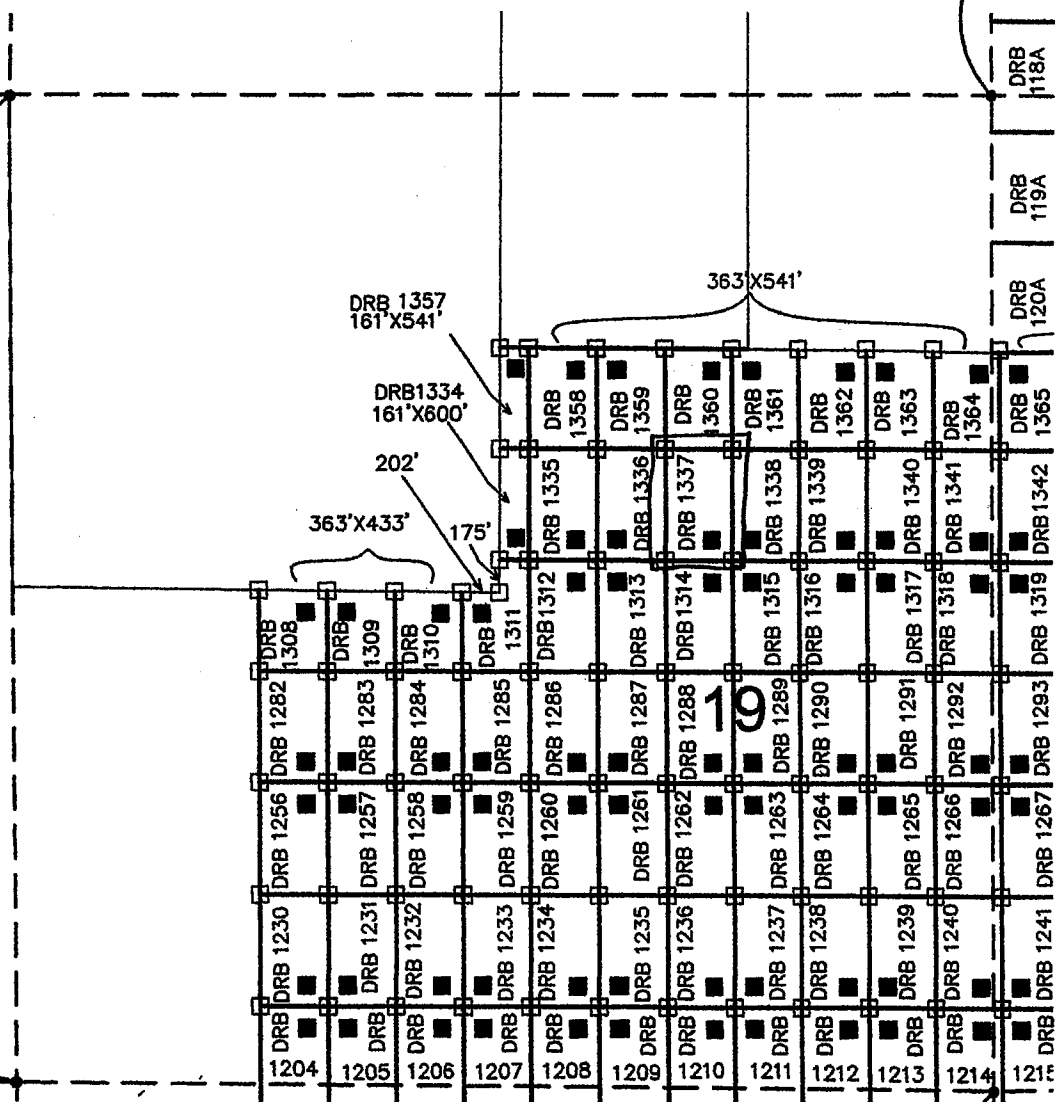 DRB
118A
DRB
119A
DRB
120A
363'X541'
DRB 1357
161'X541'
DRB1334
161'X600'
202'
363'X433'
175'
DRB
1358
DRB
1359
DRB
1360
DRB
1361
DRB
1362
DRB
1363
DRB
1364
DRB
1365
DRB 1335
DRB 1336
DRB 1337
DRB 1338
DRB 1339
DRB 1340
DRB 1341
DRB1342
DRB
1308
DRB
1309
DRB
1310
DRB
1311
DRB1312
DRB 1313
DRB1314
DRB 1315
DRB 1316
DRB 1317
DRB 1318
DRB 1319
19
DRB 1282
DRB 1283
DRB 1284
DRB 1285
DRB 1286
DRB 1287
DRB 1288
DRB 1289
DRB 1290
DRB 1291
DRB 1292
DRB 1293
DRB 1256
DRB 1257
DRB 1258
DRB 1259
DRB 1260
DRB 1261
DRB 1262
DRB 1263
DRB 1264
DRB 1265
DRB 1266
DRB 1267
DRB 1230
DRB 1231
DRB 1232
DRB 1233
DRB 1234
DRB 1235
DRB 1236
DRB 1237
DRB 1238
DRB 1239
DRB 1240
DRB 1241
DRB
1204
DRB
1205
DRB
1206
DRB
1207
DRB
1208
DRB
1209
DRB
1210
DRB
1211
DRB
1212
DRB
1213
DRB
1214
DRB
1215